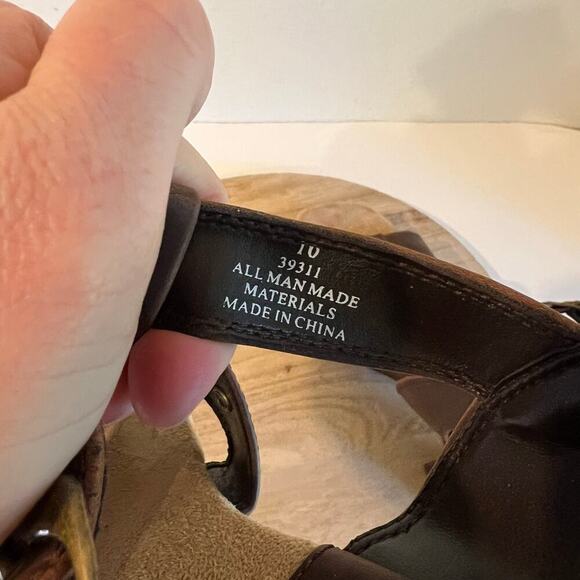 10
39311
ALL MAN MADE
MATERIALS
MADE IN CHINA